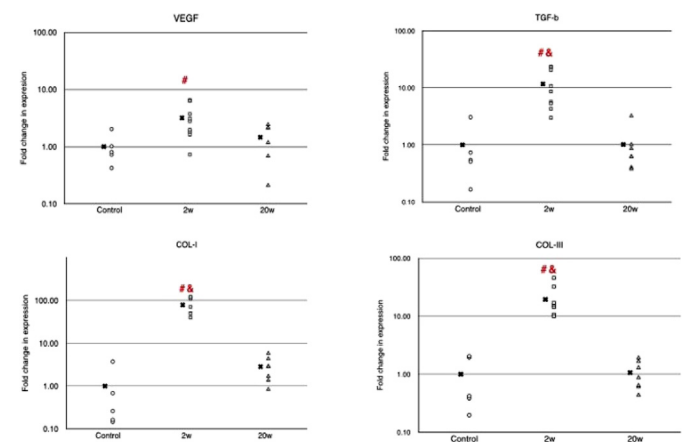 VEGF
100.00
10.00
1.00
0.10
Fold change in expression
#
Control 2w 20w
TGF-b
100.00
10.00
1.00
0.10
Fold change in expression
# &
Control 2w 20w
COL-I
100.00
10.00
1.00
0.10
Fold change in expression
# &
Control 2w 20w
COL-III
100.00
10.00
1.00
0.10
Fold change in expression
# &
Control 2w 20w